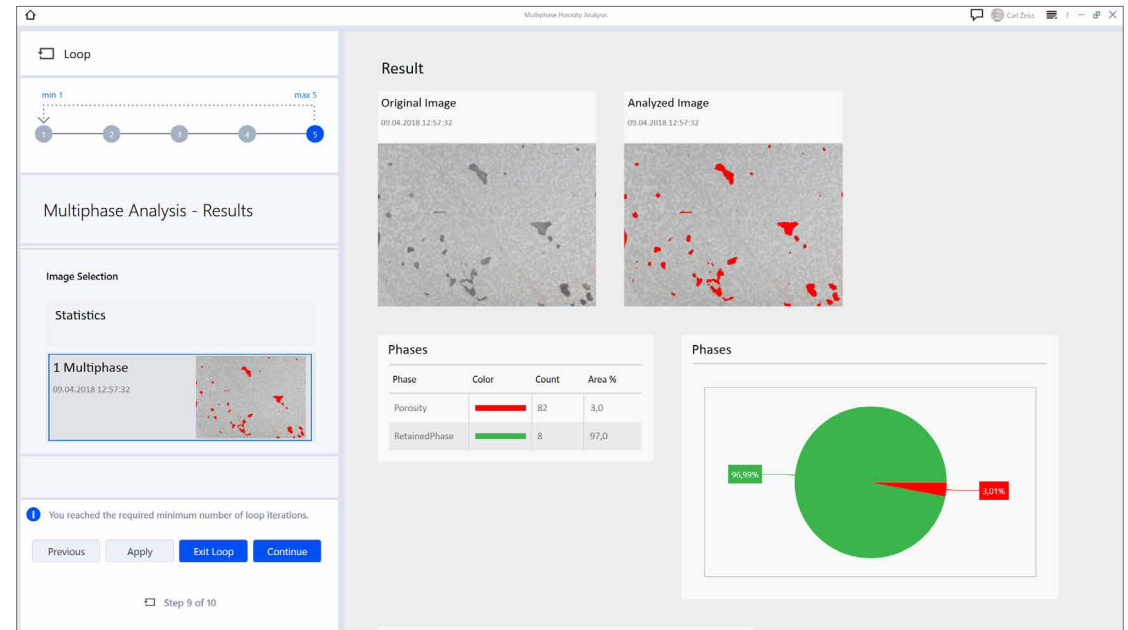 Multiphase Porosity Analysis
Carl Zeiss
?
Loop
min 1
max 5
1
2
3
4
5
Multiphase Analysis - Results
Image Selection
Statistics
1 Multiphase
09.04.2018 12:57:32
You reached the required minimum number of loop iterations.
Previous
Apply
Exit Loop
Continue
Step 9 of 10
Result
Original Image
09.04.2018 12:57:32
Analyzed Image
09.04.2018 12:57:32
Phases
Phase Color Count Area %
Porosity 82 3,0
RetainedPhase 8 97,0
Phases
96,99%
3,01%